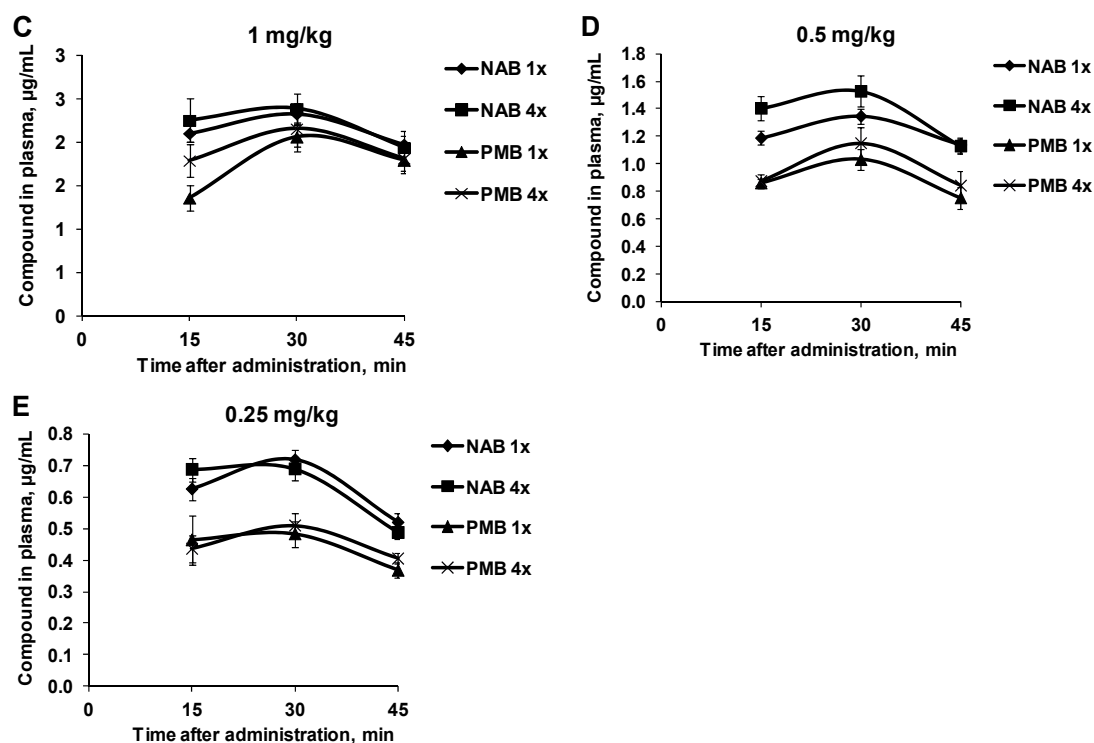 C
1 mg/kg
Compound in plasma, µg/mL
3
3
2
2
1
1
0
0 15 30 45
Time after administration, min
NAB 1x
NAB 4x
PMB 1x
PMB 4x
D
0.5 mg/kg
Compound in plasma, µg/mL
1.8
1.6
1.4
1.2
1.0
0.8
0.6
0.4
0.2
0.0
0 15 30 45
Time after administration, min
NAB 1x
NAB 4x
PMB 1x
PMB 4x
E
0.25 mg/kg
Compound in plasma, µg/mL
0.8
0.7
0.6
0.5
0.4
0.3
0.2
0.1
0.0
0 15 30 45
Time after administration, min
NAB 1x
NAB 4x
PMB 1x
PMB 4x